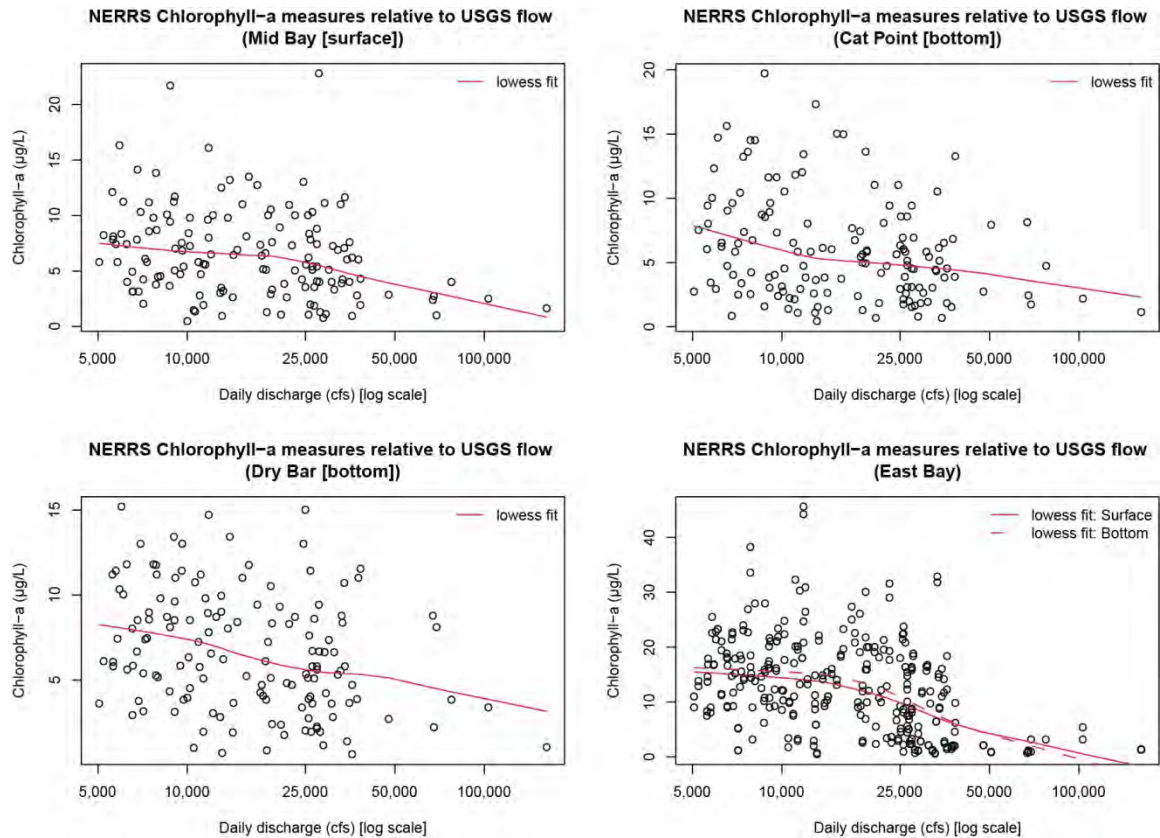 NERRS Chlorophyll−a measures relative to USGS flow
(Mid Bay [surface])
lowess fit
Chlorophyll−a (µg/L)
20
15
10
5
0
5,000 10,000 25,000 50,000 100,000
Daily discharge (cfs) [log scale]
NERRS Chlorophyll−a measures relative to USGS flow
(Cat Point [bottom])
lowess fit
Chlorophyll−a (µg/L)
20
15
10
5
0
5,000 10,000 25,000 50,000 100,000
Daily discharge (cfs) [log scale]
NERRS Chlorophyll−a measures relative to USGS flow
(Dry Bar [bottom])
lowess fit
Chlorophyll−a (µg/L)
15
10
5
5,000 10,000 25,000 50,000 100,000
Daily discharge (cfs) [log scale]
NERRS Chlorophyll−a measures relative to USGS flow
(East Bay)
lowess fit: Surface
lowess fit: Bottom
Chlorophyll−a (µg/L)
40
30
20
10
0
5,000 10,000 25,000 50,000 100,000
Daily discharge (cfs) [log scale]